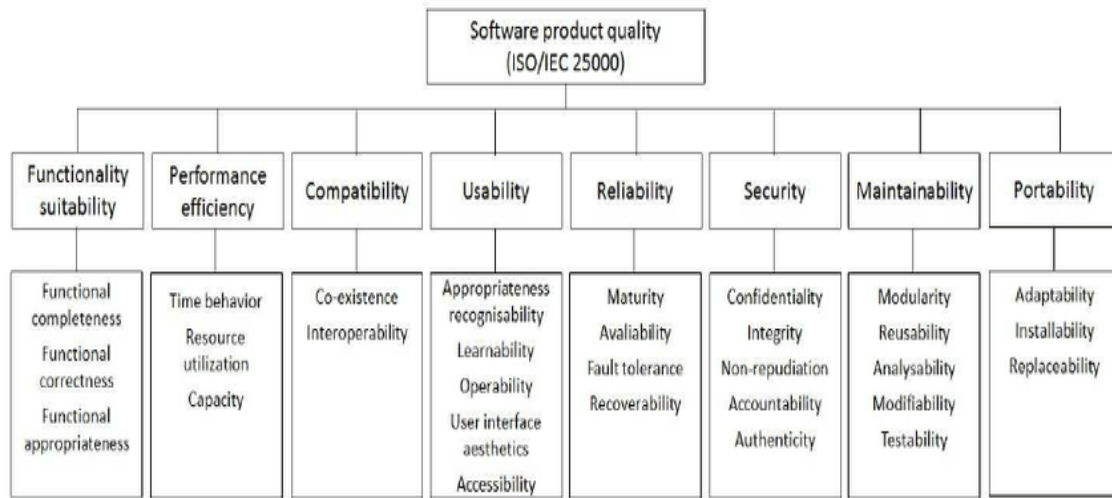 Software product quality
(ISO/IEC 25000)
Functionality
suitability
Performance
efficiency
Compatibility
Usability
Reliability
Security
Maintainability
Portability
Functional
completeness
Functional
correctness
Functional
appropriateness
Time behavior
Resource
utilization
Capacity
Co-existence
Interoperability
Appropriateness
recognisability
Learnability
Operability
User interface
aesthetics
Accessibility
Maturity
Avaliability
Fault tolerance
Recoverability
Confidentiality
Integrity
Non-repudiation
Accountability
Authenticity
Modularity
Reusability
Analysability
Modifiability
Testability
Adaptability
Installability
Replaceability